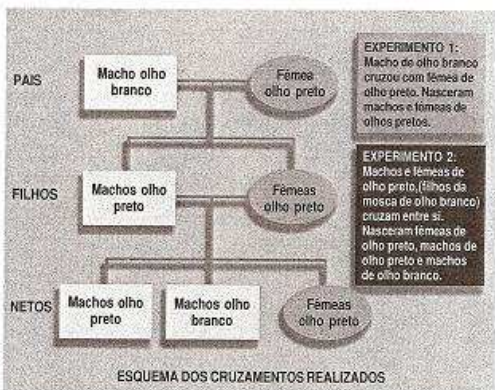 PAIS
Macho olho
branco
Fêmea
olho preto
EXPERIMENTO 1:
Macho de olho branco
cruzou com fêmea de
olho preto. Nasceram
machos e fêmeas de
olhos pretos.
FILHOS
Machos olho
preto
Fêmeas
olho preto
EXPERIMENTO 2:
Machos e fêmeas de
olho preto,(filhos da
mosca de olho branco)
cruzam entre si.
Nasceram fêmeas de
olho preto, machos de
olho preto e machos
de olho branco.
NETOS
Machos olho
preto
Machos olho
branco
Fêmeas
olho preto
ESQUEMA DOS CRUZAMENTOS REALIZADOS